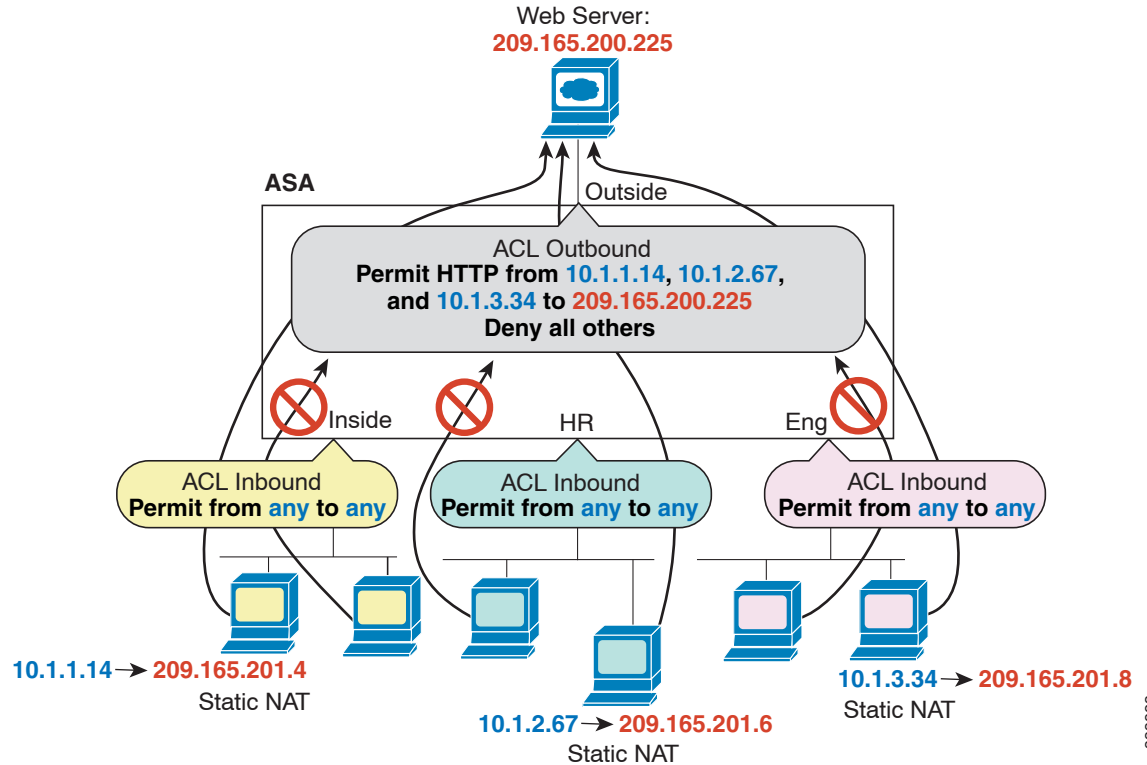 Web Server:
209.165.200.225
ASA
Outside
ACL Outbound
Permit HTTP from 10.1.1.14, 10.1.2.67,
and 10.1.3.34 to 209.165.200.225
Deny all others
Inside
HR
Eng
ACL Inbound
Permit from any to any
ACL Inbound
Permit from any to any
ACL Inbound
Permit from any to any
10.1.1.14 209.165.201.4
Static NAT
10.1.2.67 209.165.201.6
Static NAT
10.1.3.34 209.165.201.8
Static NAT